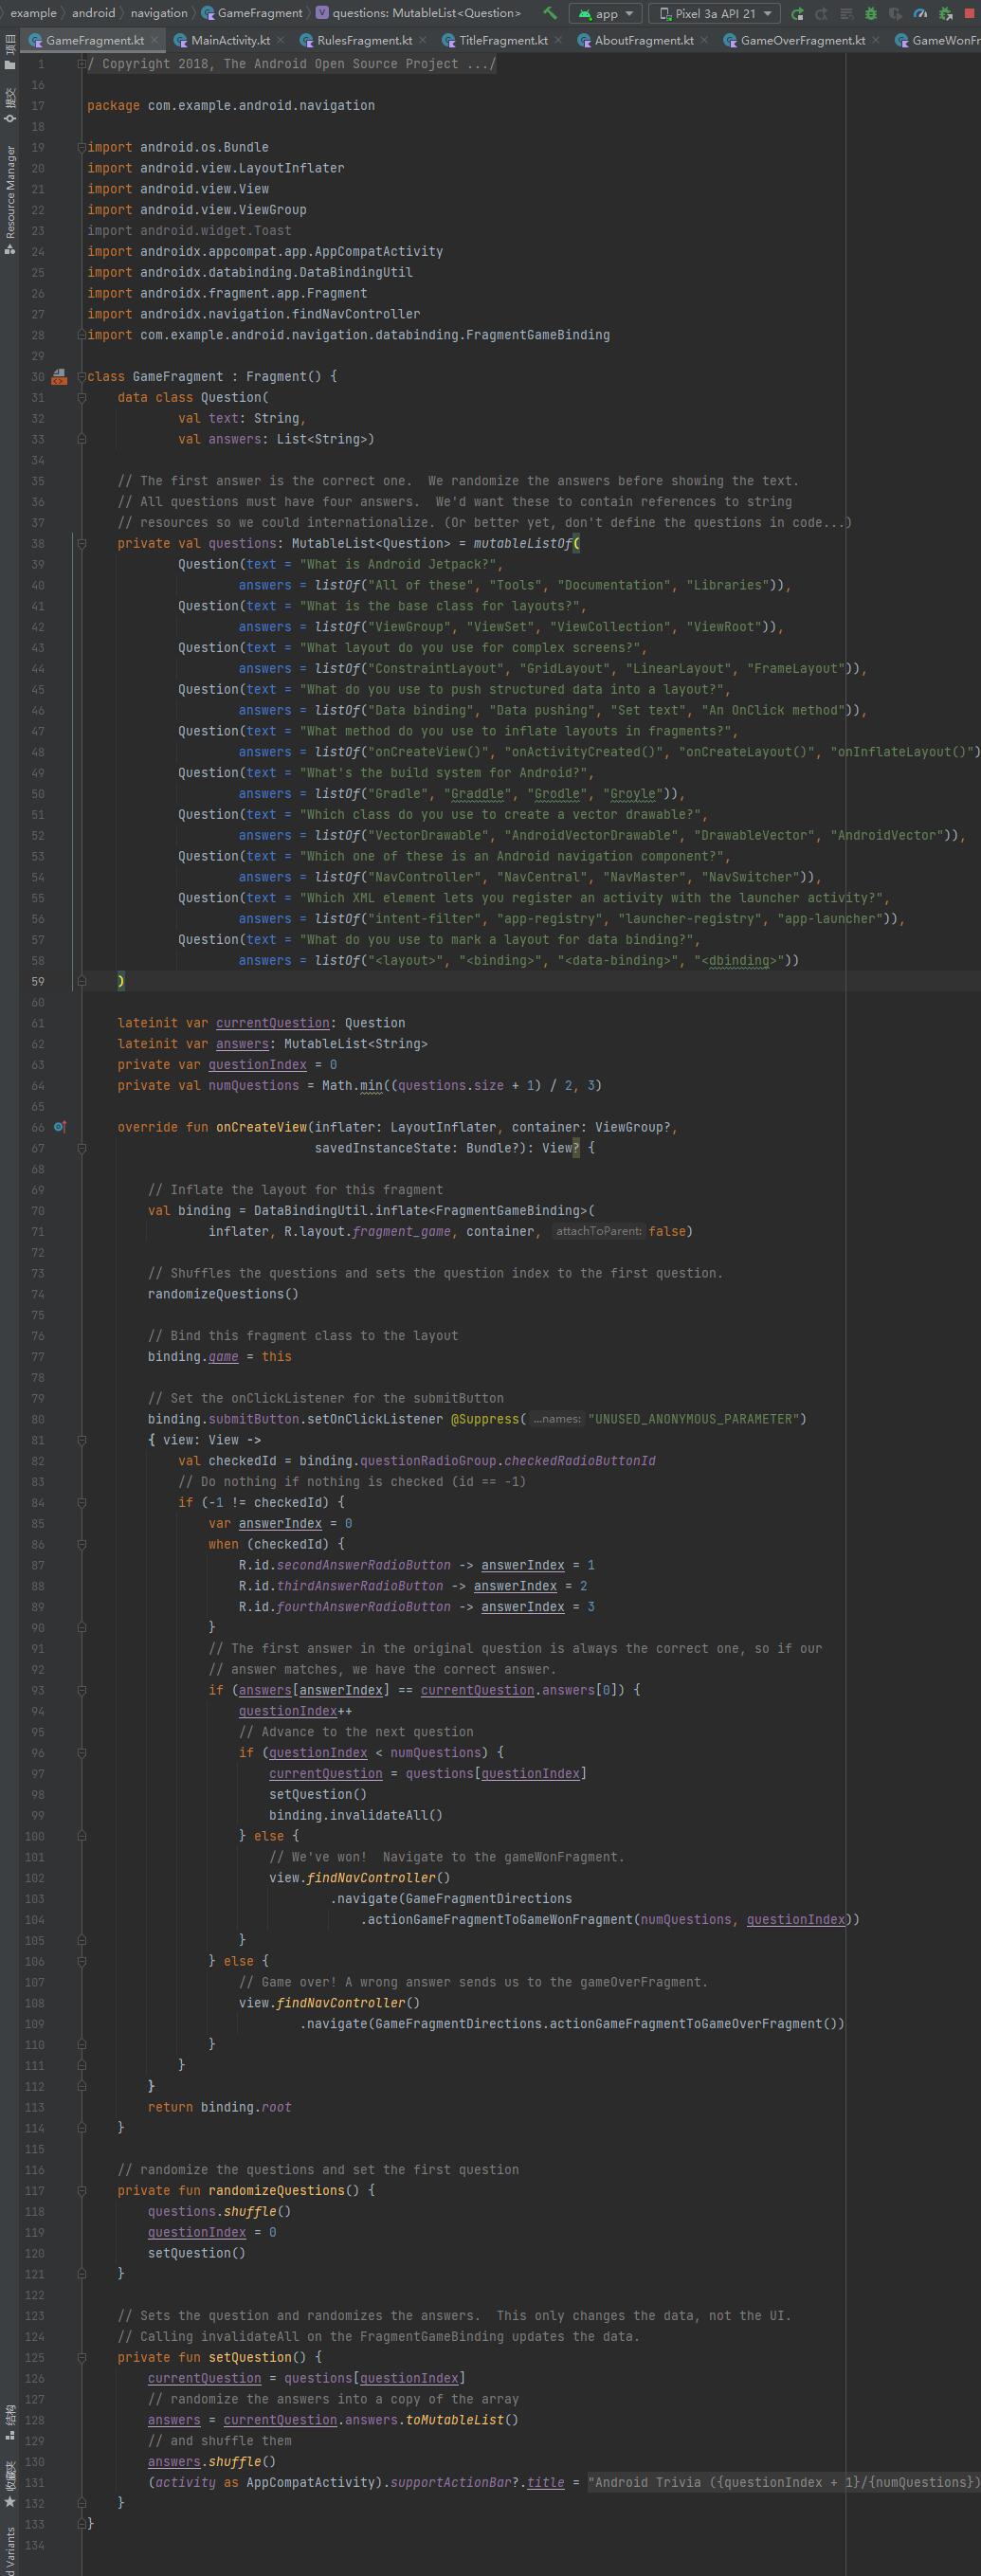 example > android > navigation > GameFragment > questions: MutableList<Question> app Pixel 3a API 21
GameFragment.kt MainActivity.kt RulesFragment.kt TitleFragment.kt AboutFragment.kt GameOverFragment.kt GameWonFr
项目
提交
Resource Manager
结构
收藏夹
d Variants
1 / Copyright 2018, The Android Open Source Project .../
16
17 package com.example.android.navigation
18
19 import android.os.Bundle
20 import android.view.LayoutInflater
21 import android.view.View
22 import android.view.ViewGroup
23 import android.widget.Toast
24 import androidx.appcompat.app.AppCompatActivity
25 import androidx.databinding.DataBindingUtil
26 import androidx.fragment.app.Fragment
27 import androidx.navigation.findNavController
28 import com.example.android.navigation.databinding.FragmentGameBinding
29
30 class GameFragment : Fragment() {
31     data class Question(
32             val text: String,
33             val answers: List<String>)
34
35     // The first answer is the correct one.  We randomize the answers before showing the text.
36     // All questions must have four answers.  We'd want these to contain references to string
37     // resources so we could internationalize. (Or better yet, don't define the questions in code...)
38     private val questions: MutableList<Question> = mutableListOf(
39             Question(text = "What is Android Jetpack?",
40                     answers = listOf("All of these", "Tools", "Documentation", "Libraries")),
41             Question(text = "What is the base class for layouts?",
42                     answers = listOf("ViewGroup", "ViewSet", "ViewCollection", "ViewRoot")),
43             Question(text = "What layout do you use for complex screens?",
44                     answers = listOf("ConstraintLayout", "GridLayout", "LinearLayout", "FrameLayout")),
45             Question(text = "What do you use to push structured data into a layout?",
46                     answers = listOf("Data binding", "Data pushing", "Set text", "An OnClick method")),
47             Question(text = "What method do you use to inflate layouts in fragments?",
48                     answers = listOf("onCreateView()", "onActivityCreated()", "onCreateLayout()", "onInflateLayout()")
49             Question(text = "What's the build system for Android?",
50                     answers = listOf("Gradle", "Graddle", "Grodle", "Groyle")),
51             Question(text = "Which class do you use to create a vector drawable?",
52                     answers = listOf("VectorDrawable", "AndroidVectorDrawable", "DrawableVector", "AndroidVector")),
53             Question(text = "Which one of these is an Android navigation component?",
54                     answers = listOf("NavController", "NavCentral", "NavMaster", "NavSwitcher")),
55             Question(text = "Which XML element lets you register an activity with the launcher activity?",
56                     answers = listOf("intent-filter", "app-registry", "launcher-registry", "app-launcher")),
57             Question(text = "What do you use to mark a layout for data binding?",
58                     answers = listOf("<layout>", "<binding>", "<data-binding>", "<dbinding>"))
59     )
60
61     lateinit var currentQuestion: Question
62     lateinit var answers: MutableList<String>
63     private var questionIndex = 0
64     private val numQuestions = Math.min((questions.size + 1) / 2, 3)
65
66     override fun onCreateView(inflater: LayoutInflater, container: ViewGroup?,
67                               savedInstanceState: Bundle?): View? {
68
69         // Inflate the layout for this fragment
70         val binding = DataBindingUtil.inflate<FragmentGameBinding>(
71                 inflater, R.layout.fragment_game, container, attachToParent: false)
72
73         // Shuffles the questions and sets the question index to the first question.
74         randomizeQuestions()
75
76         // Bind this fragment class to the layout
77         binding.game = this
78
79         // Set the onClickListener for the submitButton
80         binding.submitButton.setOnClickListener @Suppress( ...names: "UNUSED_ANONYMOUS_PARAMETER")
81         { view: View ->
82             val checkedId = binding.questionRadioGroup.checkedRadioButtonId
83             // Do nothing if nothing is checked (id == -1)
84             if (-1 != checkedId) {
85                 var answerIndex = 0
86                 when (checkedId) {
87                     R.id.secondAnswerRadioButton -> answerIndex = 1
88                     R.id.thirdAnswerRadioButton -> answerIndex = 2
89                     R.id.fourthAnswerRadioButton -> answerIndex = 3
90                 }
91                 // The first answer in the original question is always the correct one, so if our
92                 // answer matches, we have the correct answer.
93                 if (answers[answerIndex] == currentQuestion.answers[0]) {
94                     questionIndex++
95                     // Advance to the next question
96                     if (questionIndex < numQuestions) {
97                         currentQuestion = questions[questionIndex]
98                         setQuestion()
99                         binding.invalidateAll()
100                     } else {
101                         // We've won!  Navigate to the gameWonFragment.
102                         view.findNavController()
103                                 .navigate(GameFragmentDirections
104                                     .actionGameFragmentToGameWonFragment(numQuestions, questionIndex))
105                     }
106                 } else {
107                     // Game over! A wrong answer sends us to the gameOverFragment.
108                     view.findNavController()
109                             .navigate(GameFragmentDirections.actionGameFragmentToGameOverFragment())
110                 }
111             }
112         }
113         return binding.root
114     }
115
116     // randomize the questions and set the first question
117     private fun randomizeQuestions() {
118         questions.shuffle()
119         questionIndex = 0
120         setQuestion()
121     }
122
123     // Sets the question and randomizes the answers.  This only changes the data, not the UI.
124     // Calling invalidateAll on the FragmentGameBinding updates the data.
125     private fun setQuestion() {
126         currentQuestion = questions[questionIndex]
127         // randomize the answers into a copy of the array
128         answers = currentQuestion.answers.toMutableList()
129         // and shuffle them
130         answers.shuffle()
131         (activity as AppCompatActivity).supportActionBar?.title = "Android Trivia ({questionIndex + 1}/{numQuestions})
132     }
133 }
134